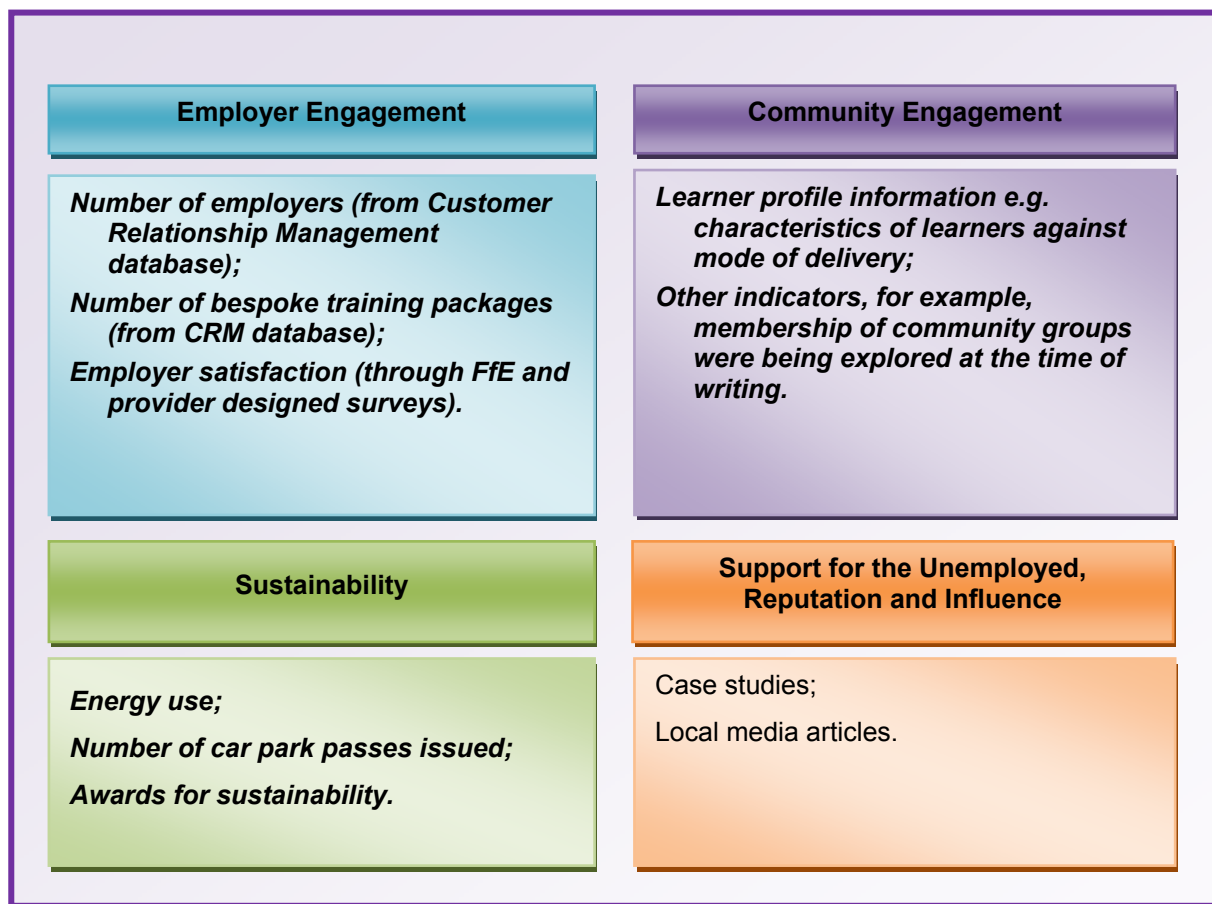 Employer Engagement
Number of employers (from Customer
Relationship Management
database);
Number of bespoke training packages
(from CRM database);
Employer satisfaction (through FfE and
provider designed surveys).
Community Engagement
Learner profile information e.g.
characteristics of learners against
mode of delivery;
Other indicators, for example,
membership of community groups
were being explored at the time of
writing.
Sustainability
Energy use;
Number of car park passes issued;
Awards for sustainability.
Support for the Unemployed,
Reputation and Influence
Case studies;
Local media articles.